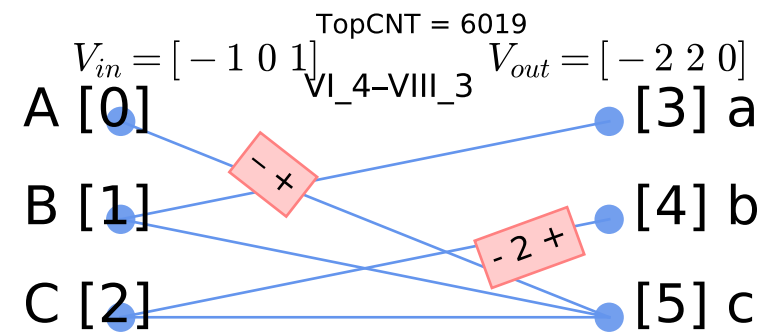 TopCNT = 6019
V_in = [ − 1 0 1]
V_out = [ − 2 2 0]
VI_4–VIII_3
A [0]
[3] a
- +
B [1]
[4] b
- 2 +
C [2]
[5] c